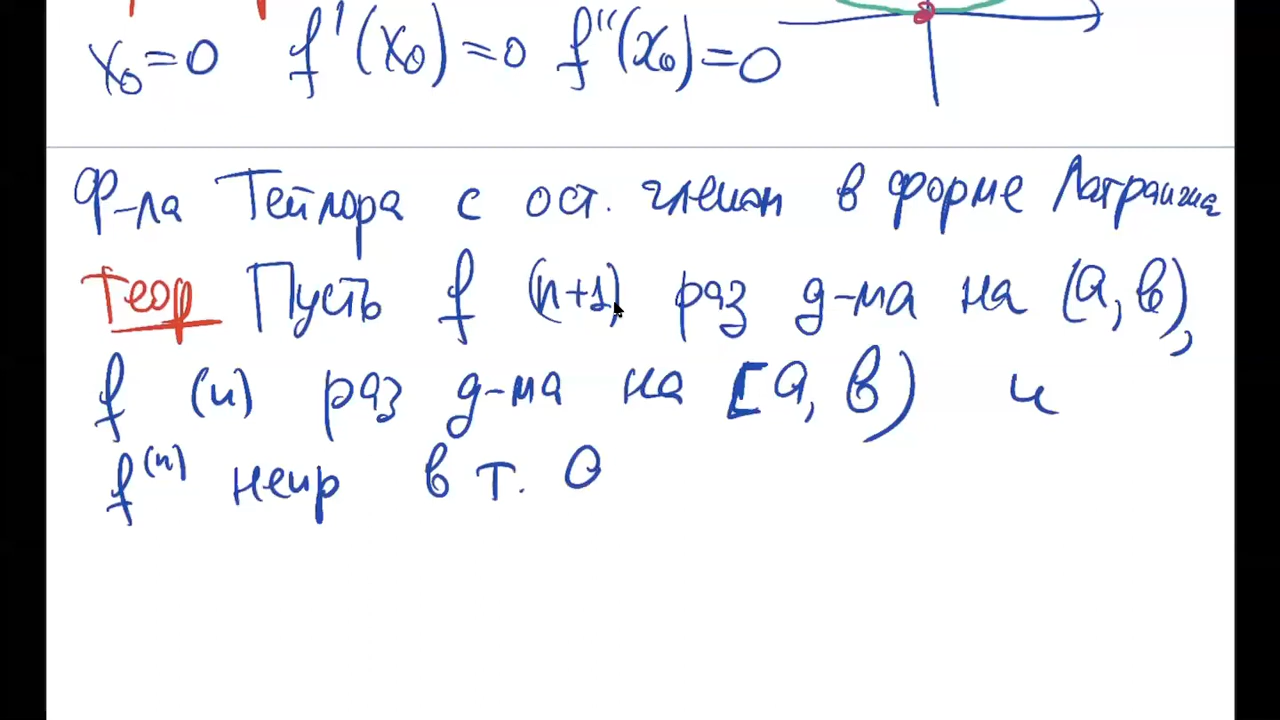 x₀=0 f'(x₀)=0 f''(x₀)=0
Ф-ла Тейлора с ост. членом в форме Лагранжа
Теор Пусть f (n+1) раз д-ма на (a, b),
f (n) раз д-ма на [a, b) и
f⁽ⁿ⁾ непр в т. a